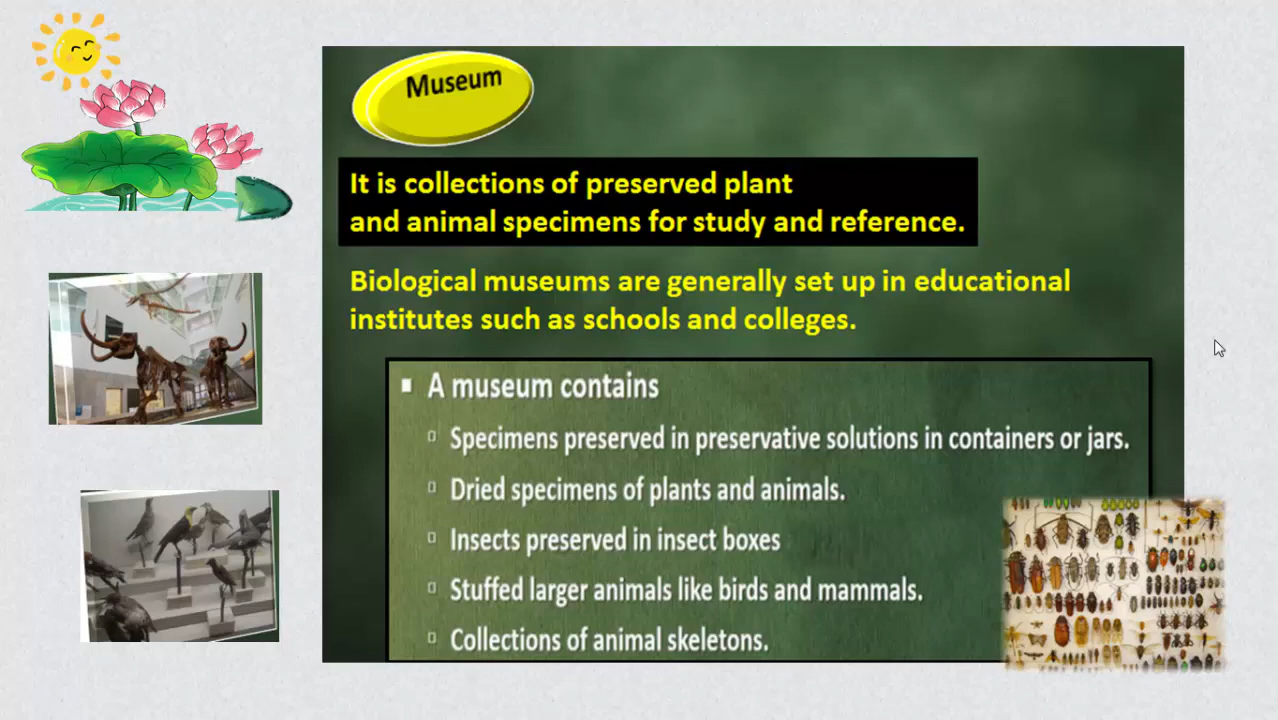 Museum
It is collections of preserved plant
and animal specimens for study and reference.
Biological museums are generally set up in educational
institutes such as schools and colleges.
A museum contains
Specimens preserved in preservative solutions in containers or jars.
Dried specimens of plants and animals.
Insects preserved in insect boxes
Stuffed larger animals like birds and mammals.
Collections of animal skeletons.